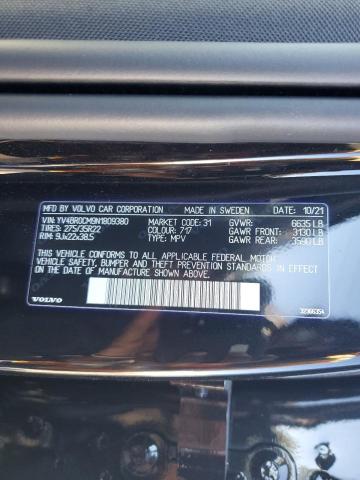 MFD BY VOLVO CAR CORPORATION MADE IN SWEDEN DATE: 10/21
VIN: YV4BR0CM9N1809380 MARKET CODE: 31 GVWR: 6635 LB
TIRES: 275/35R22 COLOUR: 717 GAWR FRONT: 3130 LB
RIM: 9Jx22x38.5 TYPE: MPV GAWR REAR: 3590 LB
THIS VEHICLE CONFORMS TO ALL APPLICABLE FEDERAL MOTOR
VEHICLE SAFETY, BUMPER AND THEFT PREVENTION STANDARDS IN
EFFECT ON THE DATE OF MANUFACTURE SHOWN ABOVE.
VOLVO 32366354